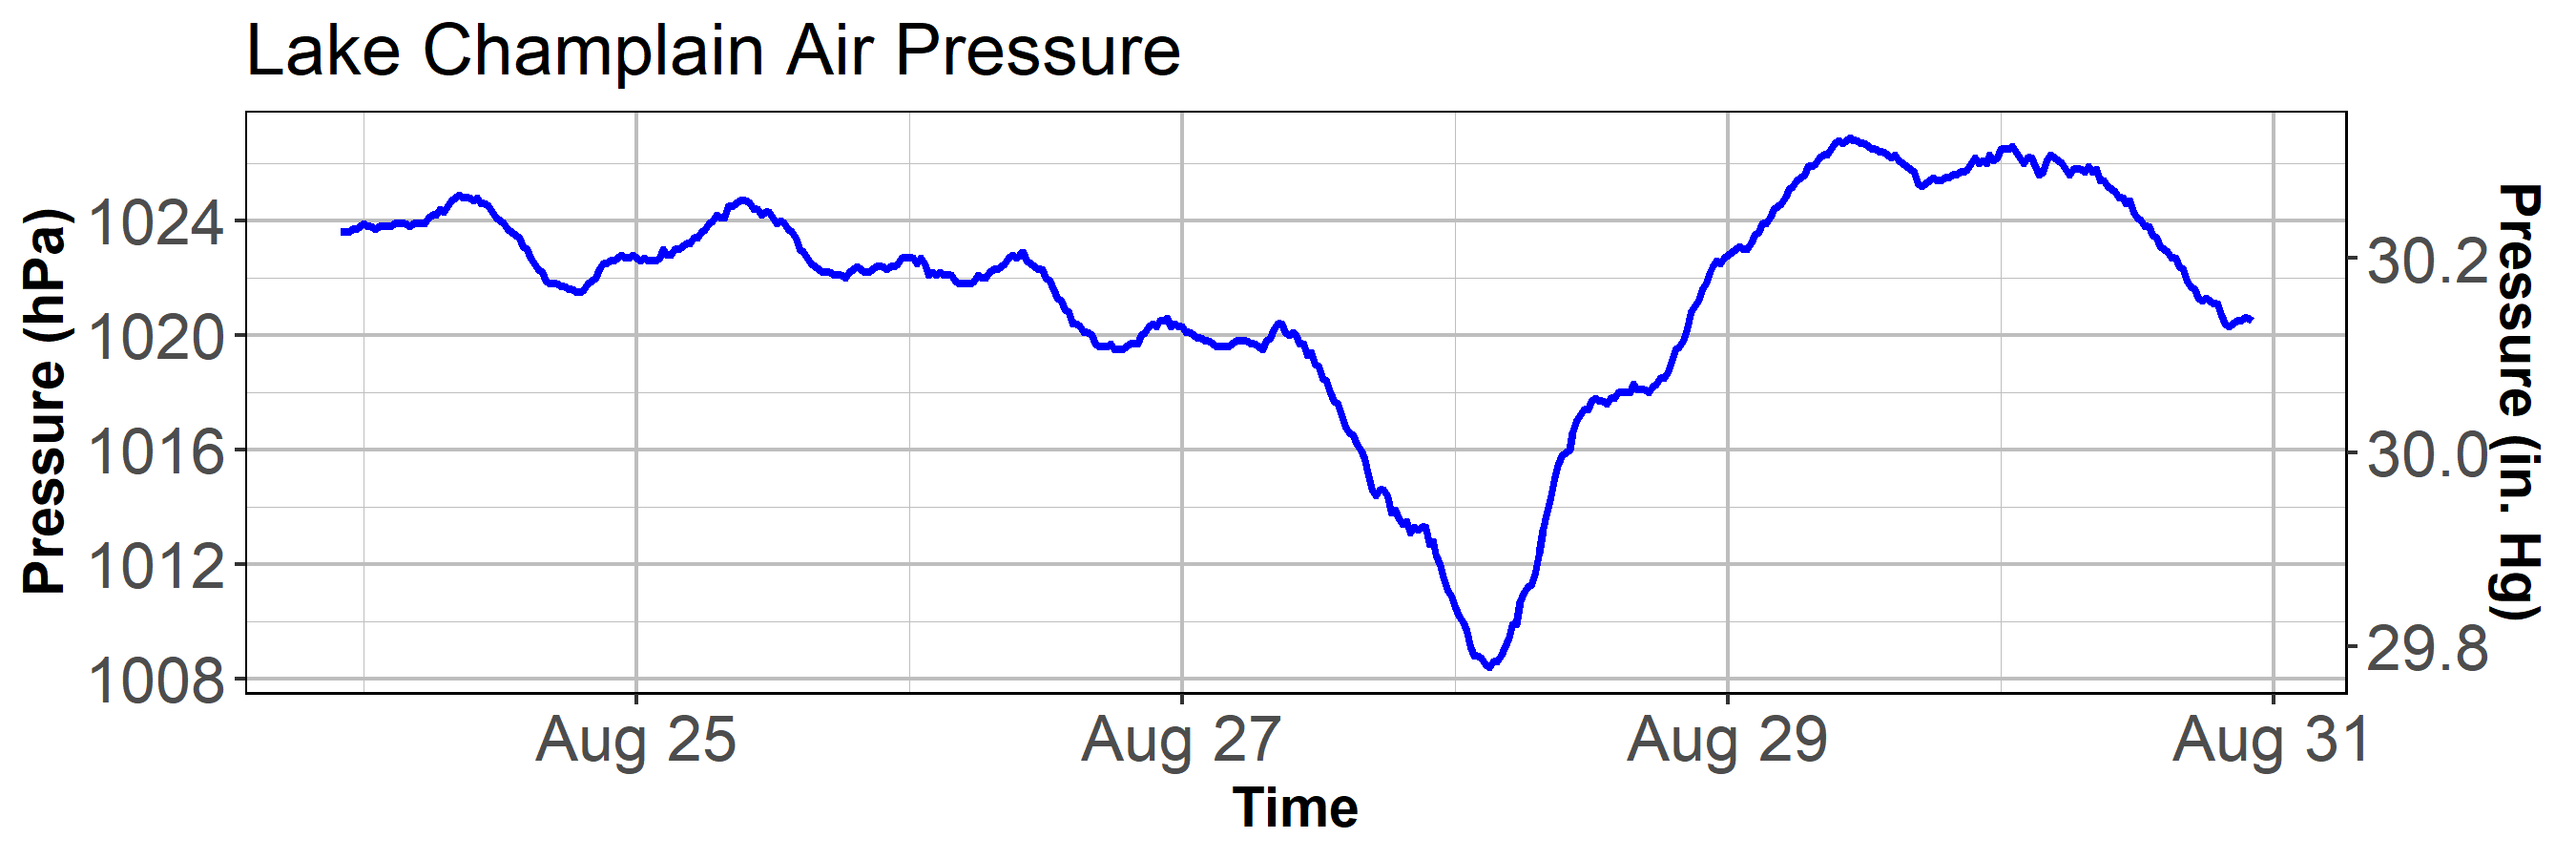 Lake Champlain Air Pressure
Pressure (hPa)
1024
1020
1016
1012
1008
30.2
30.0
29.8
Pressure (in. Hg)
Aug 25
Aug 27
Aug 29
Aug 31
Time